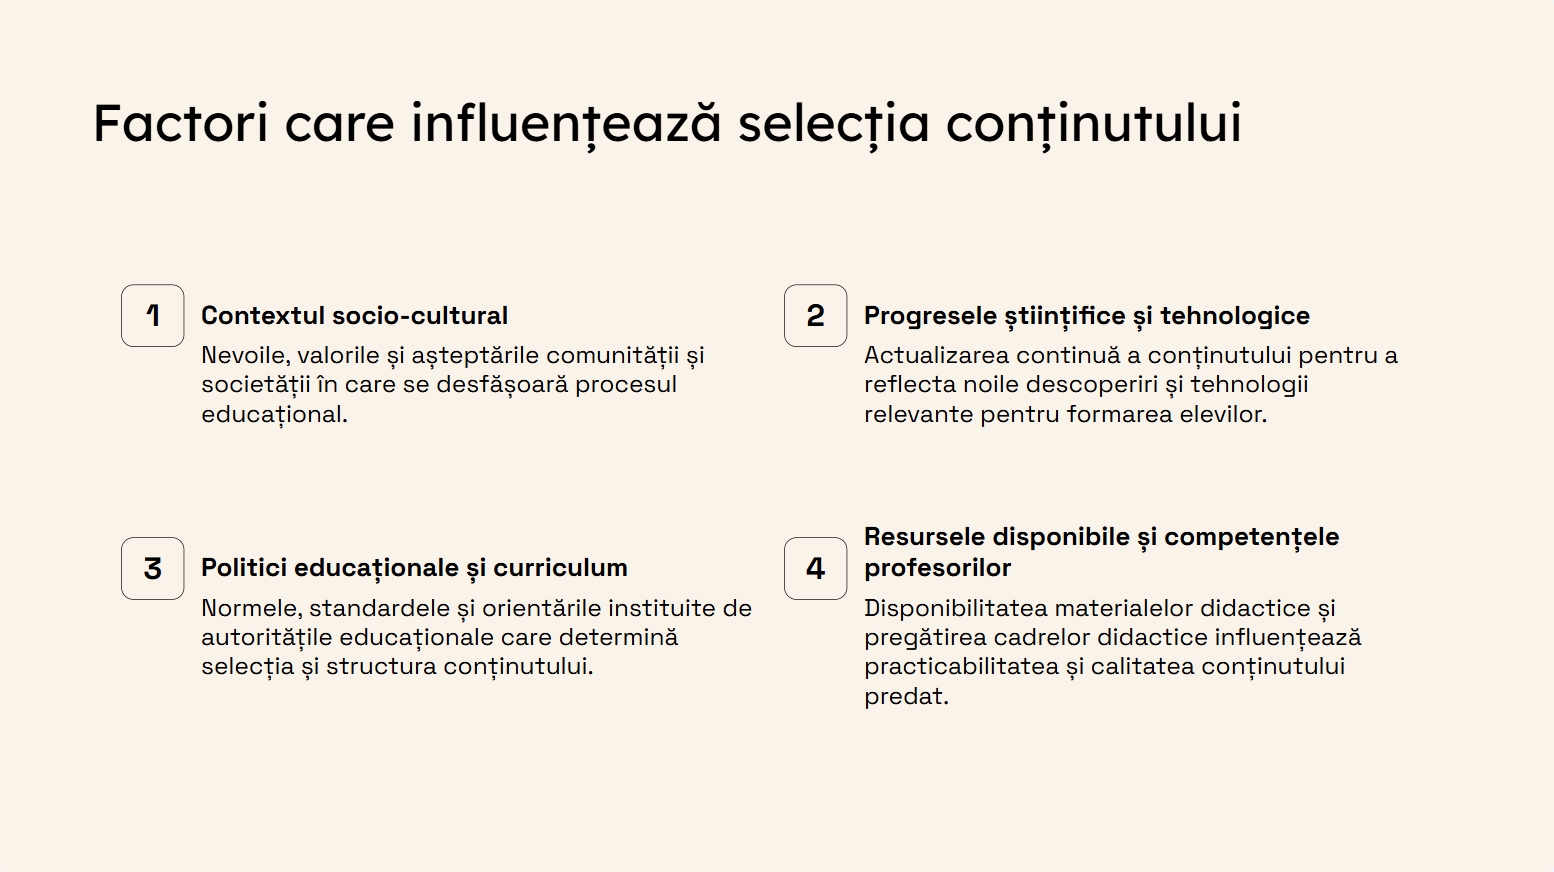 Factori care influențează selecția conținutului
1
Contextul socio-cultural
Nevoile, valorile și așteptările comunității și
societății în care se desfășoară procesul
educațional.
2
Progresele științifice și tehnologice
Actualizarea continuă a conținutului pentru a
reflecta noile descoperiri și tehnologii
relevante pentru formarea elevilor.
3
Politici educaționale și curriculum
Normele, standardele și orientările instituite de
autoritățile educaționale care determină
selecția și structura conținutului.
4
Resursele disponibile și competențele
profesorilor
Disponibilitatea materialelor didactice și
pregătirea cadrelor didactice influențează
practicabilitatea și calitatea conținutului
predat.